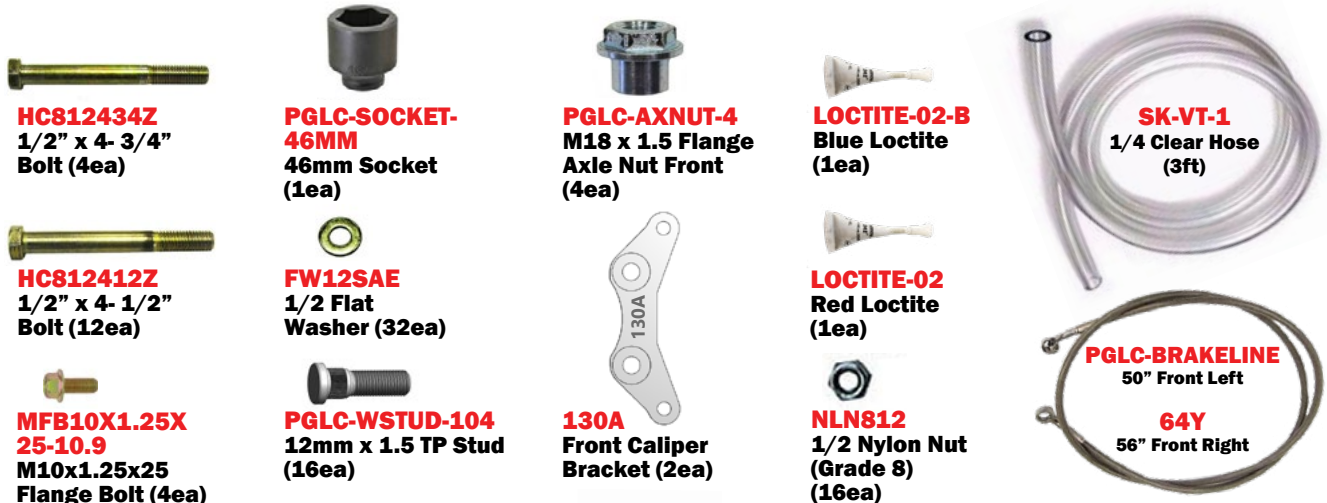 HC812434Z
1/2” x 4- 3/4”
Bolt (4ea)
PGLC-SOCKET-
46MM
46mm Socket
(1ea)
PGLC-AXNUT-4
M18 x 1.5 Flange
Axle Nut Front
(4ea)
LOCTITE-02-B
Blue Loctite
(1ea)
SK-VT-1
1/4 Clear Hose
(3ft)
HC812412Z
1/2” x 4- 1/2”
Bolt (12ea)
FW12SAE
1/2 Flat
Washer (32ea)
130A
LOCTITE-02
Red Loctite
(1ea)
PGLC-BRAKELINE
50” Front Left
64Y
56” Front Right
MFB10X1.25X
25-10.9
M10x1.25x25
Flange Bolt (4ea)
PGLC-WSTUD-104
12mm x 1.5 TP Stud
(16ea)
130A
Front Caliper
Bracket (2ea)
NLN812
1/2 Nylon Nut
(Grade 8)
(16ea)